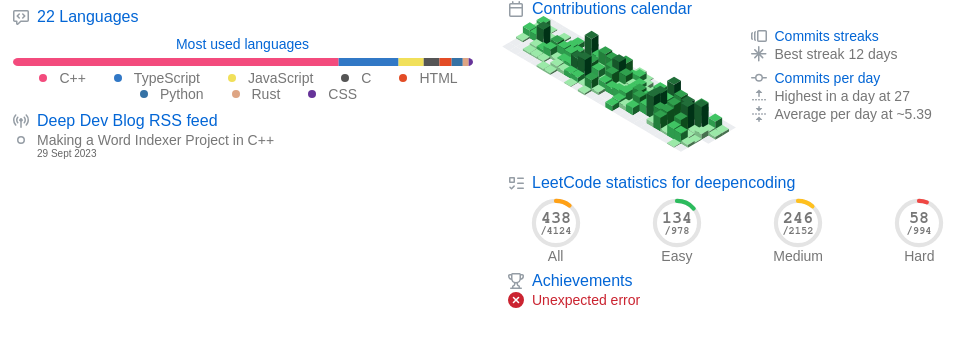 22 Languages
Most used languages
C++ TypeScript JavaScript C HTML
Python Rust CSS
Deep Dev Blog RSS feed
Making a Word Indexer Project in C++
29 Sept 2023
Contributions calendar
Commits streaks
Best streak 12 days
Commits per day
Highest in a day at 27
Average per day at ~5.39
LeetCode statistics for deepencoding
438 134 246 58
/4124 /978 /2152 /994
All Easy Medium Hard
Achievements
Unexpected error